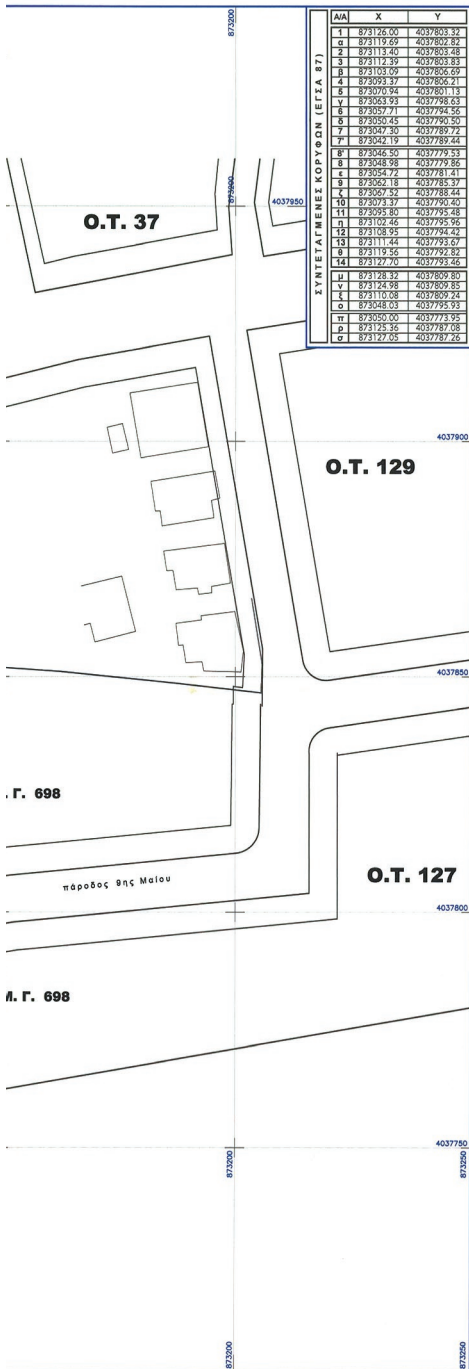 873200
ΣΥΝΤΕΤΑΓΜΕΝΕΣ ΚΟΡΥΦΩΝ (ΕΓΣΑ 87)
Α/Α X Y
1 873126.00 4037803.32
α 873119.69 4037802.82
2 873113.40 4037803.48
3 873112.39 4037803.83
β 873103.09 4037806.69
4 873093.37 4037806.21
5 873070.94 4037801.13
γ 873063.93 4037798.63
6 873057.71 4037794.56
δ 873050.45 4037790.50
7 873047.30 4037789.72
7' 873042.19 4037789.44
8' 873046.50 4037779.53
8 873048.98 4037779.86
ε 873054.72 4037781.41
9 873062.18 4037785.37
ζ 873067.52 4037788.44
10 873073.37 4037790.40
11 873095.80 4037795.48
η 873102.46 4037795.96
12 873108.95 4037794.42
13 873111.44 4037793.67
θ 873119.56 4037792.82
14 873127.70 4037793.46
μ 873128.32 4037809.80
ν 873124.98 4037809.85
ξ 873110.08 4037809.24
ο 873048.03 4037795.93
π 873050.00 4037773.95
ρ 873125.36 4037787.08
σ 873127.05 4037787.26
873200
4037950
Ο.Τ. 37
4037900
Ο.Τ. 129
4037850
. Γ. 698
πάροδος 9ης Μαΐου
Ο.Τ. 127
4037800
Μ. Γ. 698
4037750
873200
873250
873200
873250